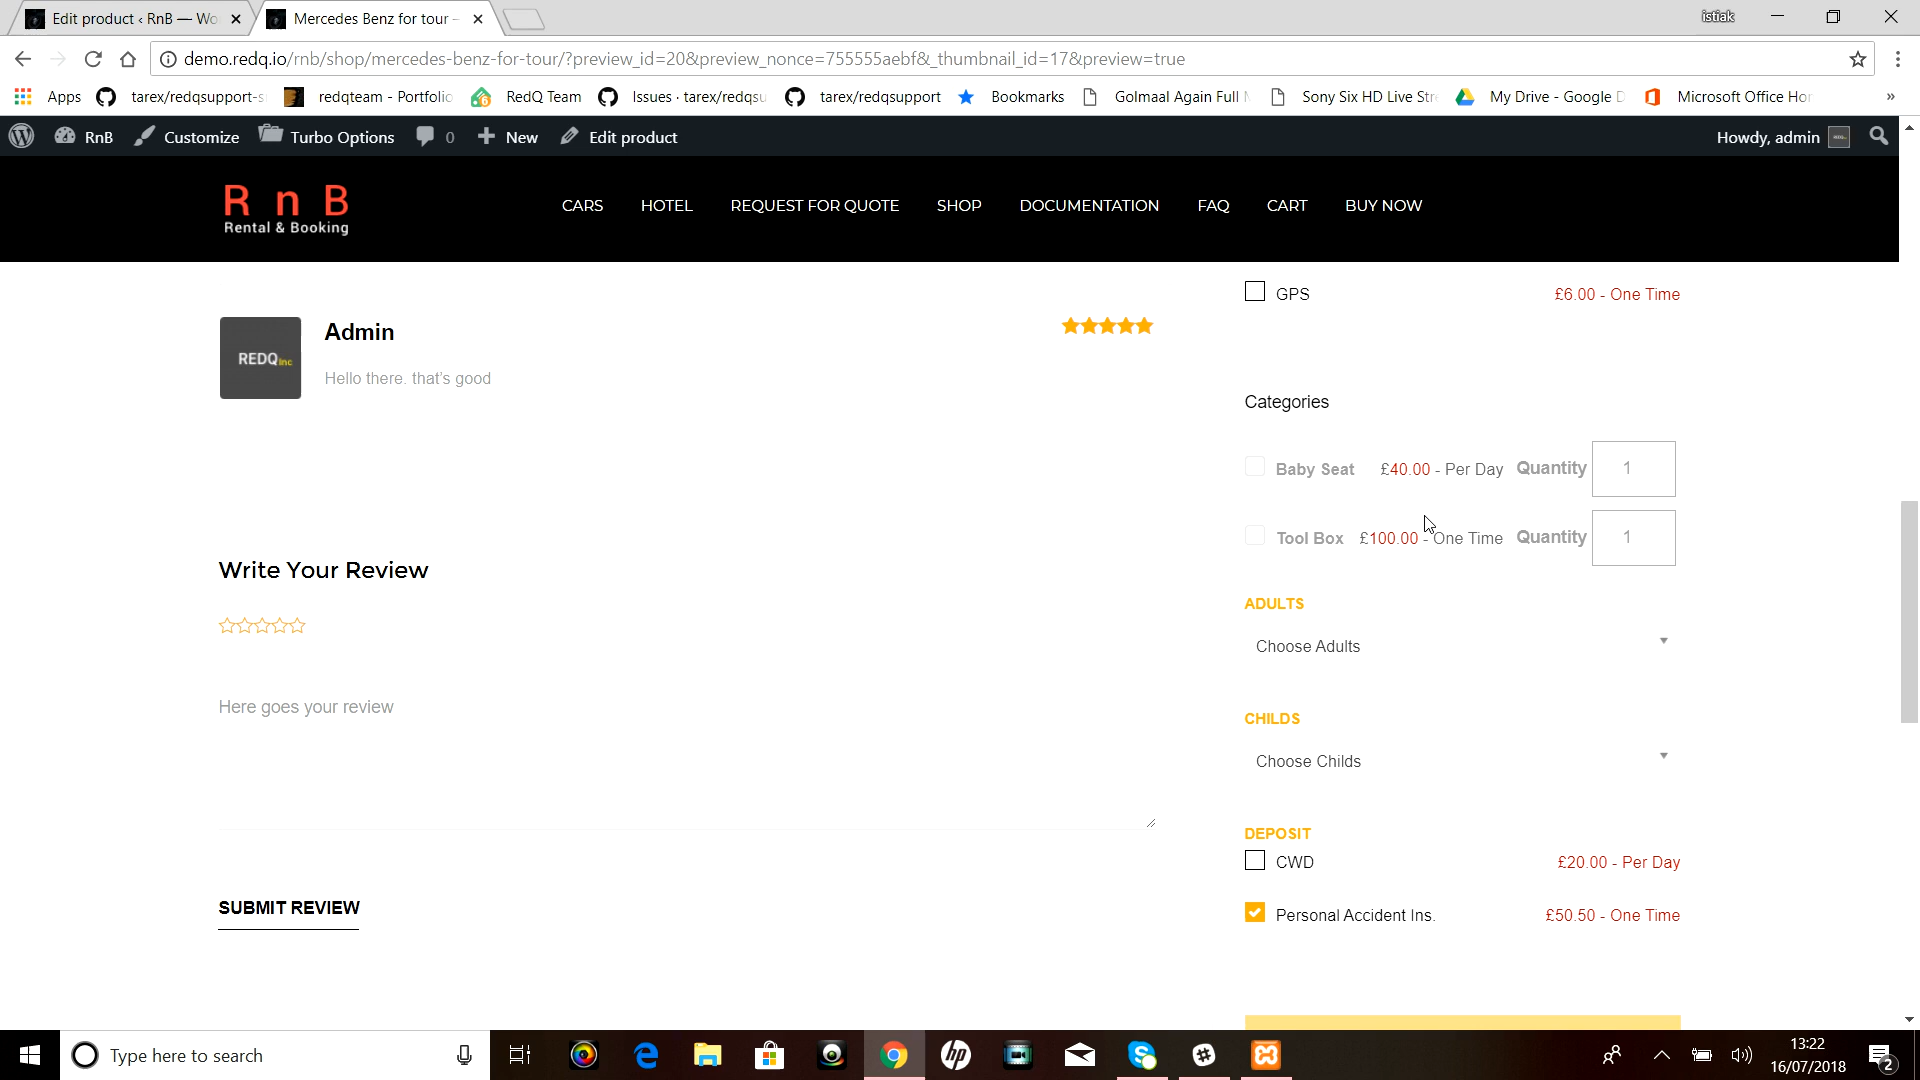 Edit product ‹ RnB — Wo
Mercedes Benz for tour –
istiak
demo.redq.io/rnb/shop/mercedes-benz-for-tour/?preview_id=20&preview_nonce=755555aebf&_thumbnail_id=17&preview=true
Apps
tarex/redqsupport-s
redqteam - Portfolio
RedQ Team
Issues · tarex/redqsu
tarex/redqsupport
Bookmarks
Golmaal Again Full
Sony Six HD Live Str
My Drive - Google D
Microsoft Office Ho
»
RnB
Customize
Turbo Options
0
New
Edit product
Howdy, admin
R n B
Rental & Booking
CARS
HOTEL
REQUEST FOR QUOTE
SHOP
DOCUMENTATION
FAQ
CART
BUY NOW
GPS £6.00 - One Time
REDQ Inc
Admin
Hello there. that's good
Categories
Baby Seat £40.00 - Per Day Quantity 1
Tool Box £100.00 - One Time Quantity 1
Write Your Review
ADULTS
Choose Adults
Here goes your review
CHILDS
Choose Childs
DEPOSIT
CWD £20.00 - Per Day
Personal Accident Ins. £50.50 - One Time
SUBMIT REVIEW
Type here to search
hp
13:22
16/07/2018
2